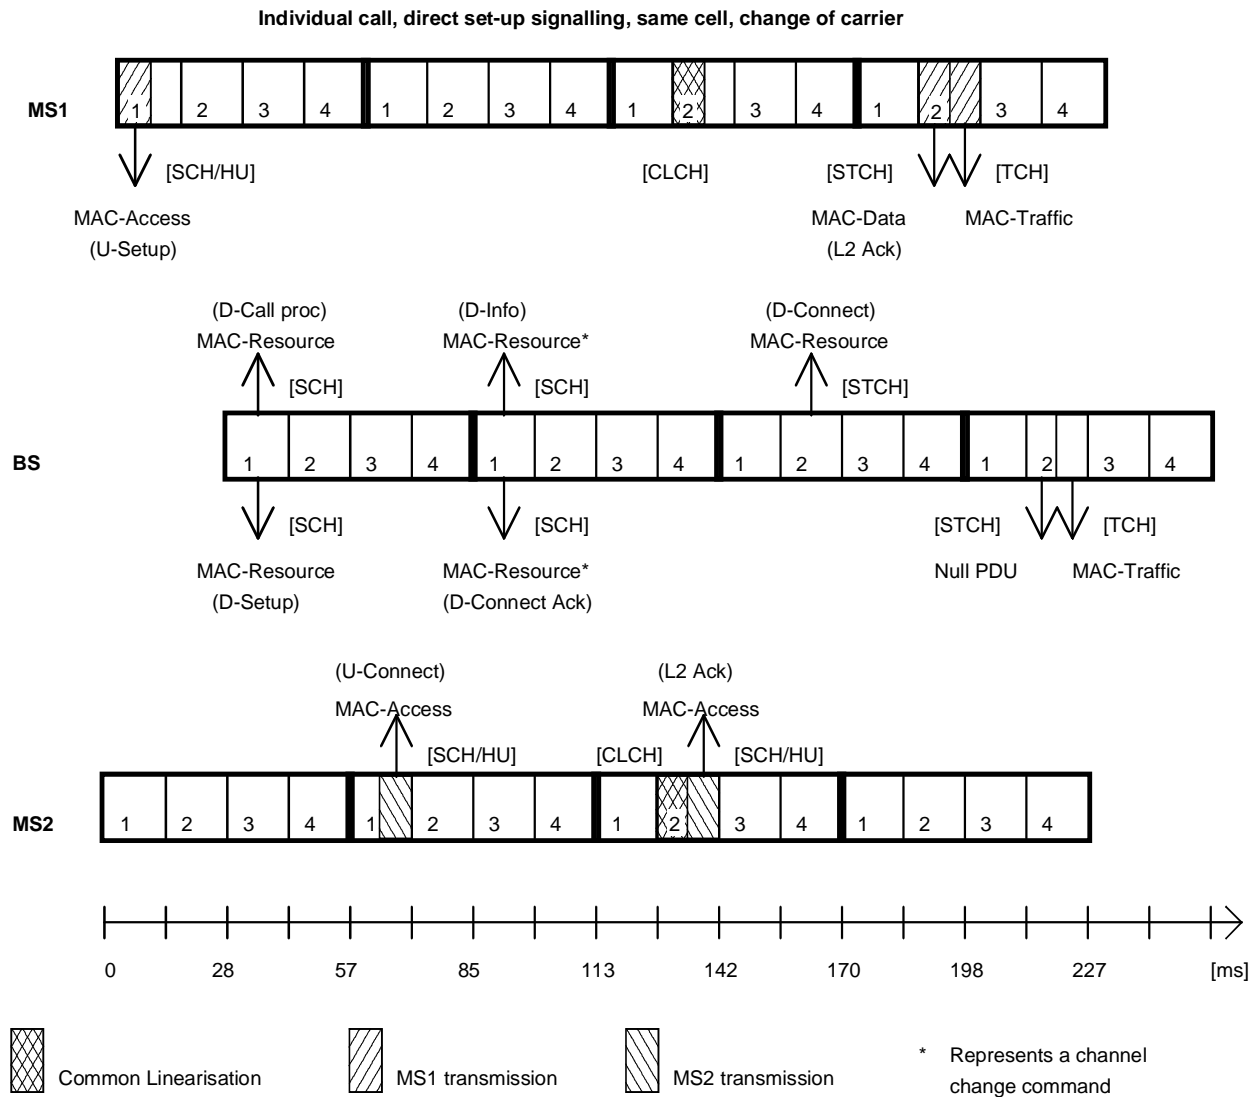 Individual call, direct set-up signalling, same cell, change of carrier
MS1
1 2 3 4 1 2 3 4 1 2 3 4 1 2 3 4
[SCH/HU] [CLCH] [STCH] [TCH]
MAC-Access MAC-Data MAC-Traffic
(U-Setup) (L2 Ack)
(D-Call proc) (D-Info) (D-Connect)
MAC-Resource MAC-Resource* MAC-Resource
[SCH] [SCH] [STCH]
BS
1 2 3 4 1 2 3 4 1 2 3 4 1 2 3 4
[SCH] [SCH] [STCH] [TCH]
MAC-Resource MAC-Resource* Null PDU MAC-Traffic
(D-Setup) (D-Connect Ack)
(U-Connect) (L2 Ack)
MAC-Access MAC-Access
[SCH/HU] [CLCH] [SCH/HU]
MS2
1 2 3 4 1 2 3 4 1 2 3 4 1 2 3 4
0 28 57 85 113 142 170 198 227 [ms]
Common Linearisation MS1 transmission MS2 transmission * Represents a channel
change command